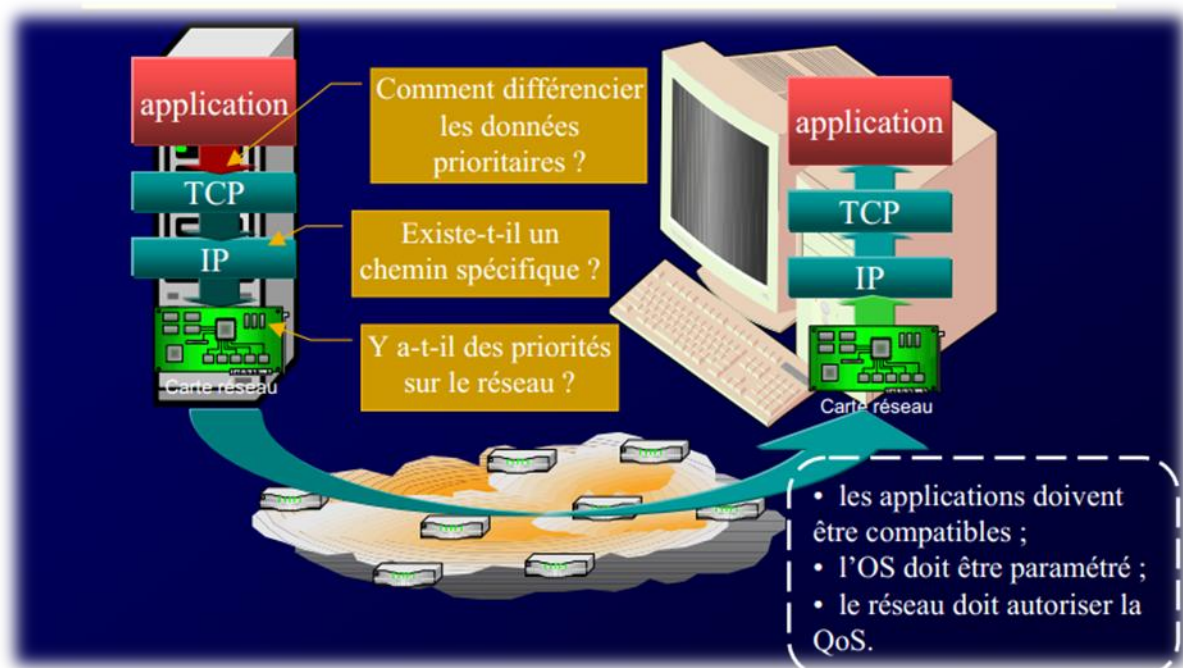 application
TCP
IP
Carte réseau
Comment différencier
les données
prioritaires ?
Existe-t-il un
chemin spécifique ?
Y a-t-il des priorités
sur le réseau ?
application
TCP
IP
Carte réseau
• les applications doivent
être compatibles ;
• l’OS doit être paramétré ;
• le réseau doit autoriser la
QoS.